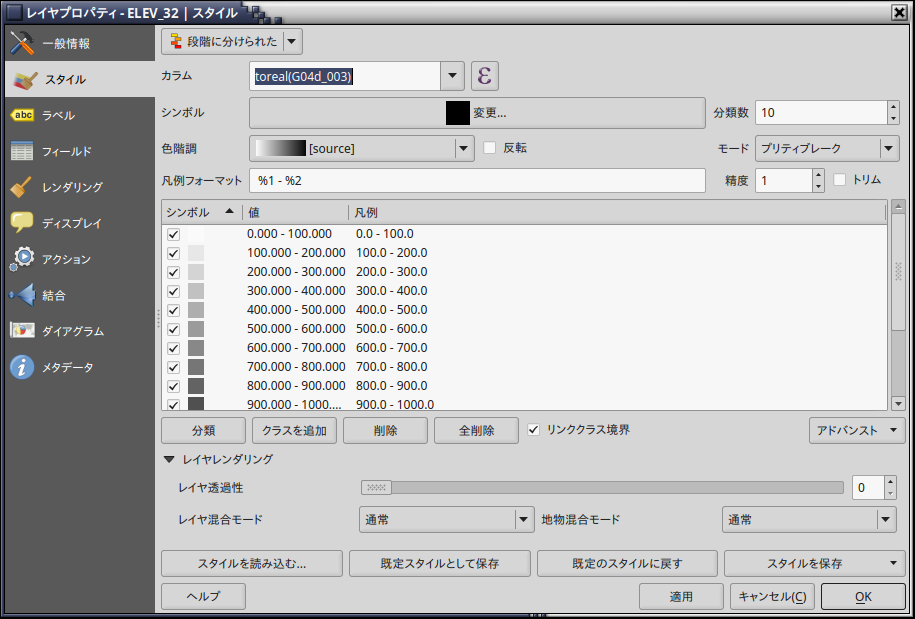 レイヤプロパティ - ELEV_32 | スタイル
一般情報
スタイル
abc ラベル
フィールド
レンダリング
ディスプレイ
アクション
結合
ダイアグラム
メタデータ
段階に分けられた
カラム toreal(G04d_003) ε
シンボル 変更... 分類数 10
色階調 [source] 反転 モード プリティブレーク
凡例フォーマット %1 - %2 精度 1 トリム
シンボル 値 凡例
0.000 - 100.000 0.0 - 100.0
100.000 - 200.000 100.0 - 200.0
200.000 - 300.000 200.0 - 300.0
300.000 - 400.000 300.0 - 400.0
400.000 - 500.000 400.0 - 500.0
500.000 - 600.000 500.0 - 600.0
600.000 - 700.000 600.0 - 700.0
700.000 - 800.000 700.0 - 800.0
800.000 - 900.000 800.0 - 900.0
900.000 - 1000.... 900.0 - 1000.0
分類 クラスを追加 削除 全削除 リンククラス境界 アドバンスト
レイヤレンダリング
レイヤ透過性 0
レイヤ混合モード 通常 地物混合モード 通常
スタイルを読み込む... 既定スタイルとして保存 既定のスタイルに戻す スタイルを保存
ヘルプ 適用 キャンセル(C) OK